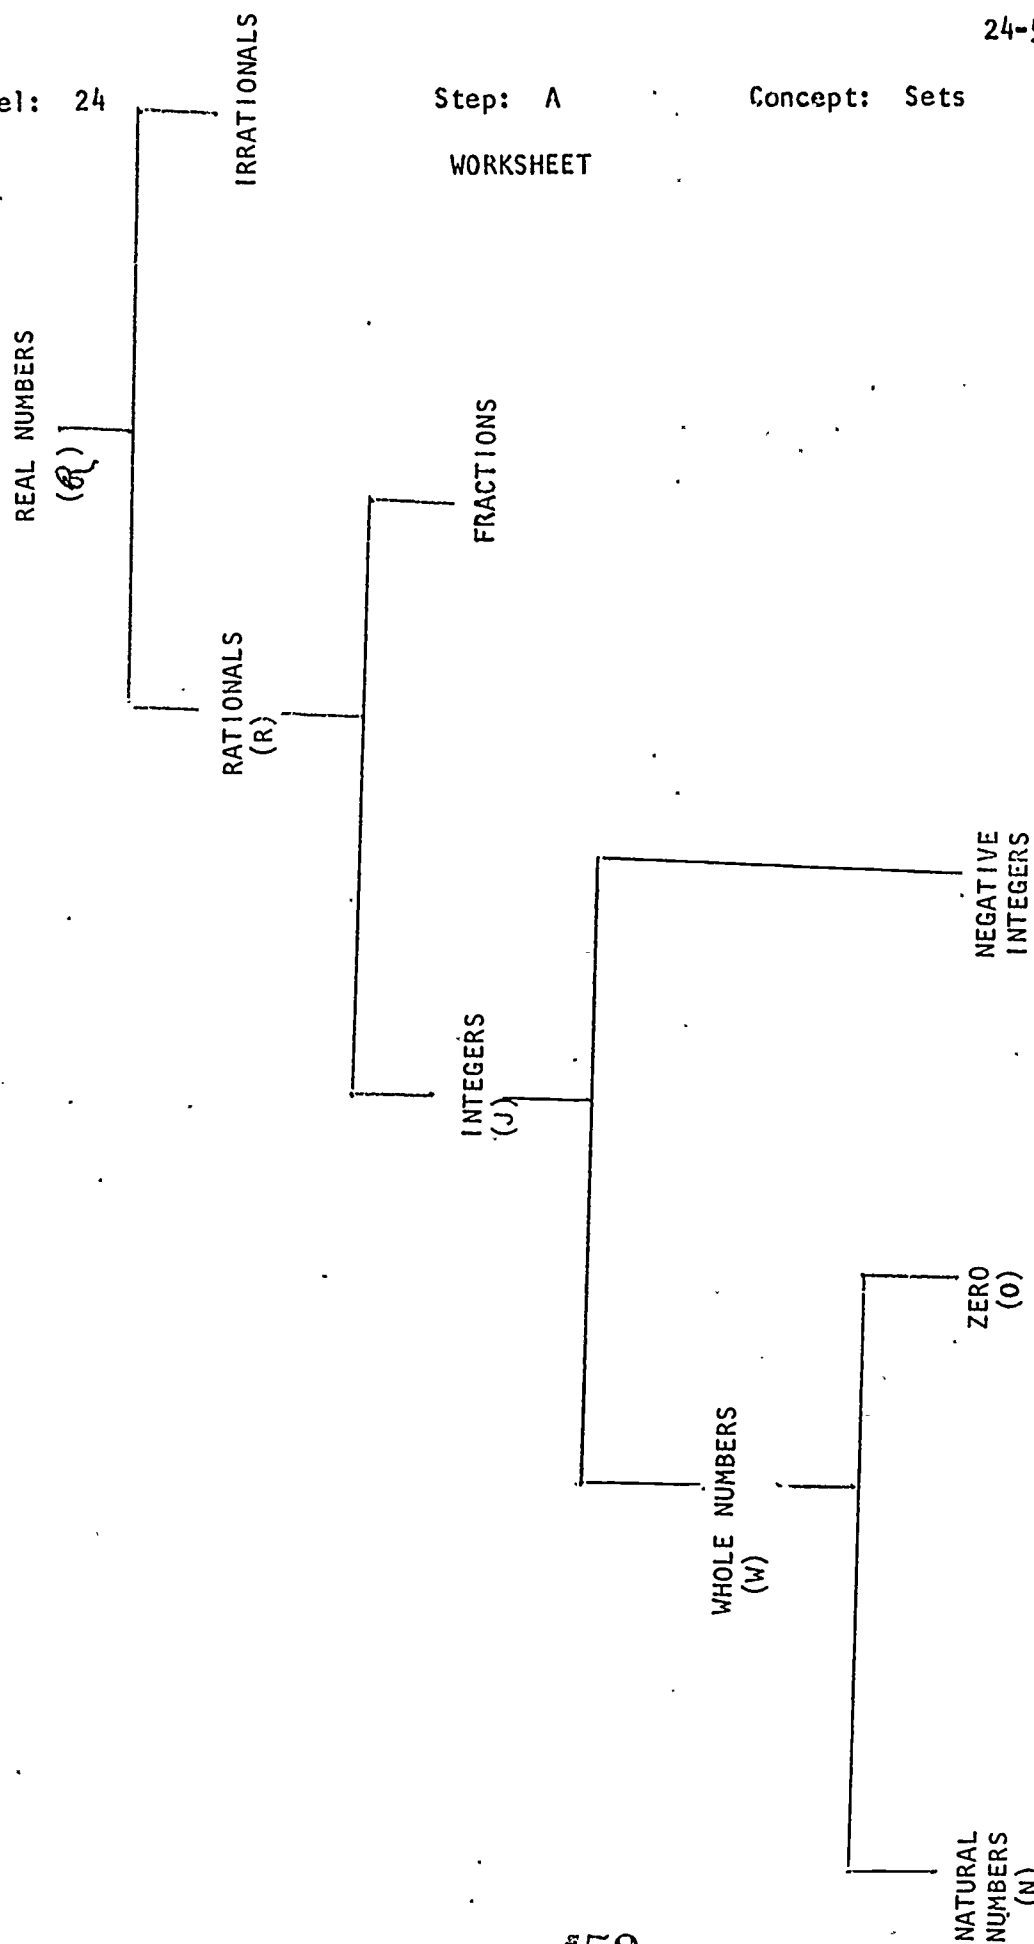 24-
el: 24 Step: A Concept: Sets
WORKSHEET
REAL NUMBERS
(R)
RATIONALS
(R)
IRRATIONALS
INTEGERS
(J)
FRACTIONS
WHOLE NUMBERS
(W)
NEGATIVE
INTEGERS
NATURAL
NUMBERS
(N)
ZERO
(0)